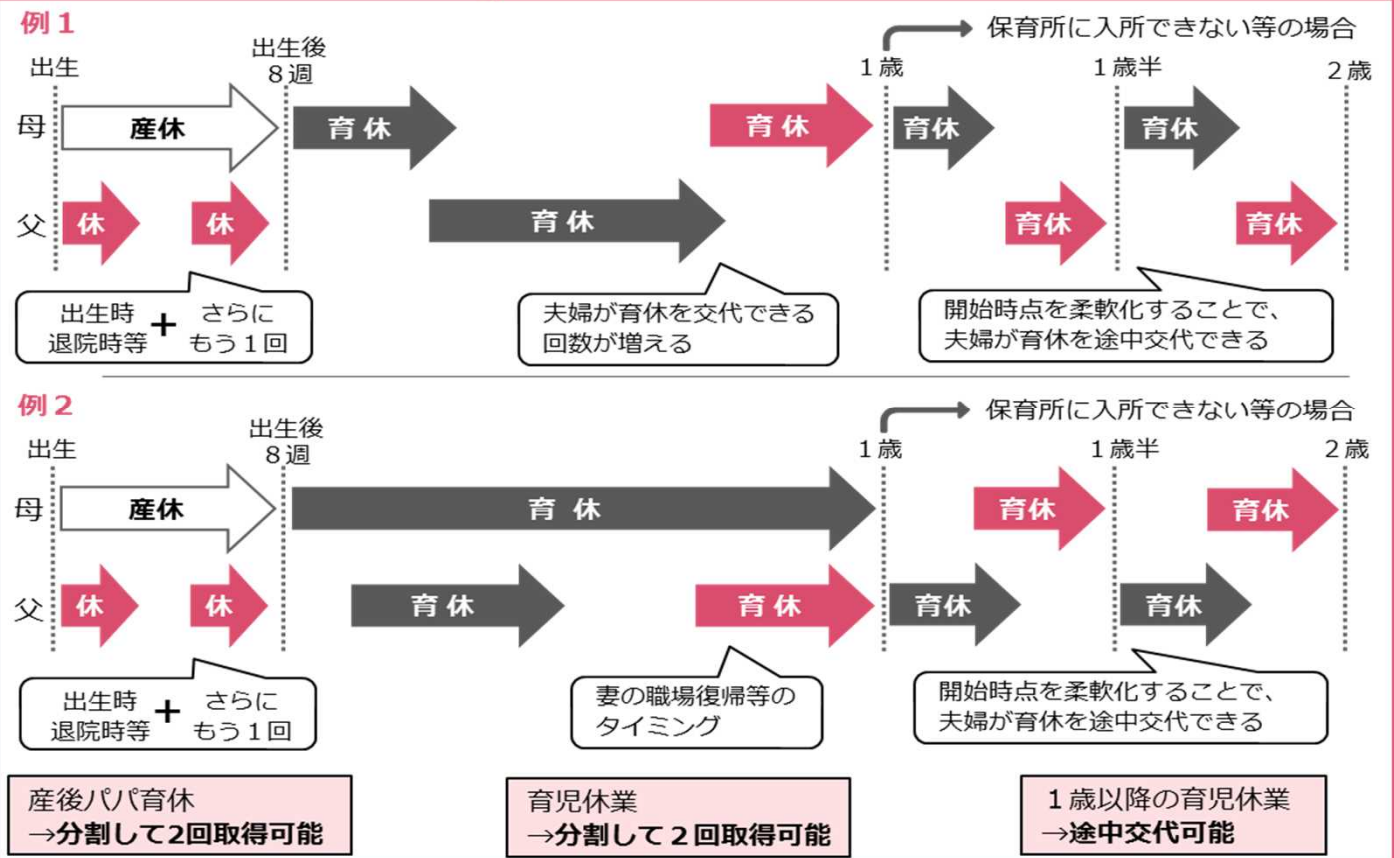 例１
保育所に入所できない等の場合
出生
出生後
８週
１歳
１歳半
２歳
母
産休
育休
育休
育休
育休
父
休
休
育休
育休
育休
出生時
退院時等
＋
さらに
もう１回
夫婦が育休を交代できる
回数が増える
開始時点を柔軟化することで、
夫婦が育休を途中交代できる
例２
保育所に入所できない等の場合
出生
出生後
８週
１歳
１歳半
２歳
母
産休
育休
育休
育休
父
休
休
育休
育休
育休
育休
出生時
退院時等
＋
さらに
もう１回
妻の職場復帰等の
タイミング
開始時点を柔軟化することで、
夫婦が育休を途中交代できる
産後パパ育休
→分割して2回取得可能
育児休業
→分割して２回取得可能
１歳以降の育児休業
→途中交代可能